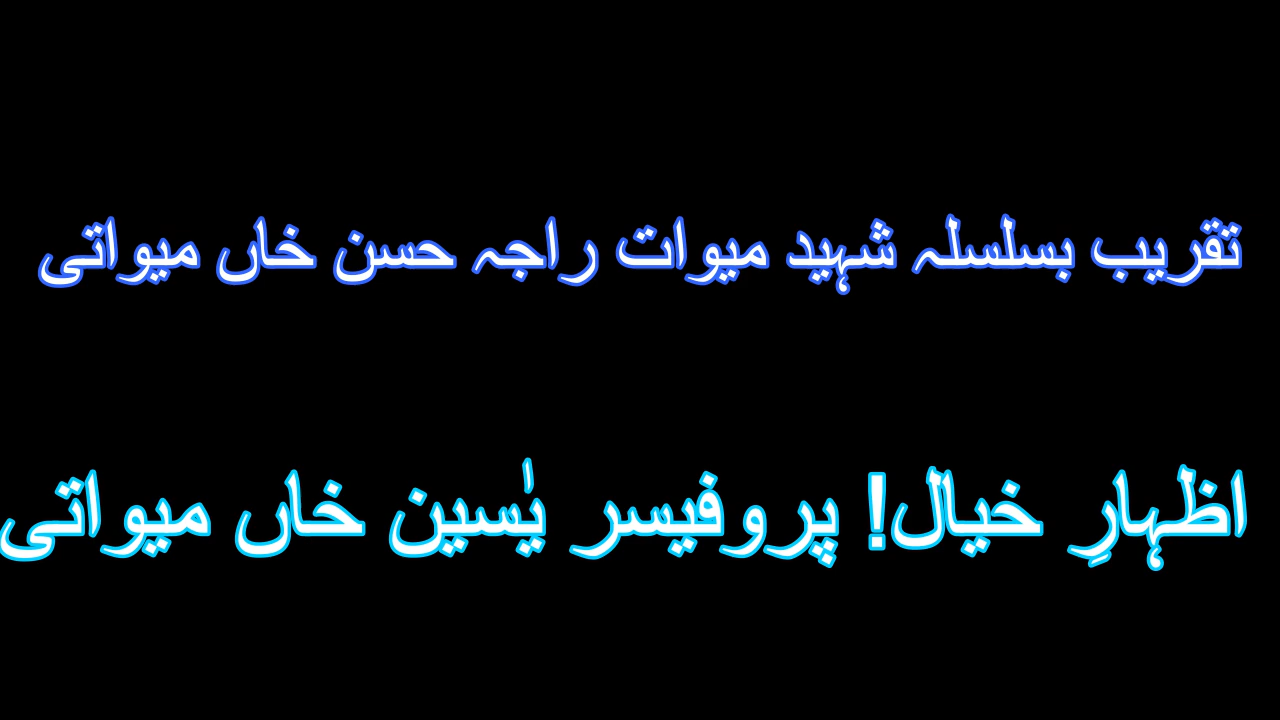 تقریب بسلسلہ شہید میوات راجہ حسن خاں میواتی
اظہارِ خیال! پروفیسر یٰسین خاں میواتی